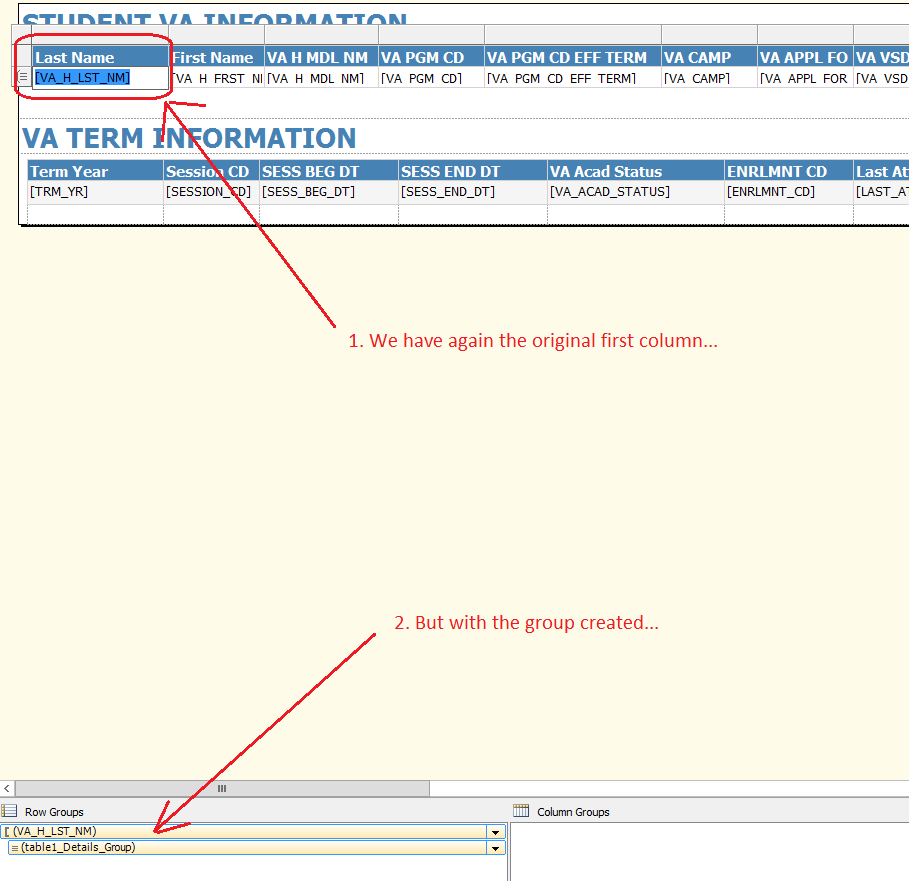 STUDENT VA INFORMATION
Last Name First Name VA H MDL NM VA PGM CD VA PGM CD EFF TERM VA CAMP VA APPL FO VA VSD
[VA_H_LST_NM] [VA_H_FRST_NI [VA_H_MDL_NM] [VA_PGM_CD] [VA_PGM_CD_EFF_TERM] [VA_CAMP] [VA_APPL_FOR [VA_VSD
VA TERM INFORMATION
Term Year Session CD SESS BEG DT SESS END DT VA Acad Status ENRLMNT CD Last At
[TRM_YR] [SESSION_CD] [SESS_BEG_DT] [SESS_END_DT] [VA_ACAD_STATUS] [ENRLMNT_CD] [LAST_AT
1. We have again the original first column...
2. But with the group created...
Row Groups Column Groups
(VA_H_LST_NM)
(table1_Details_Group)